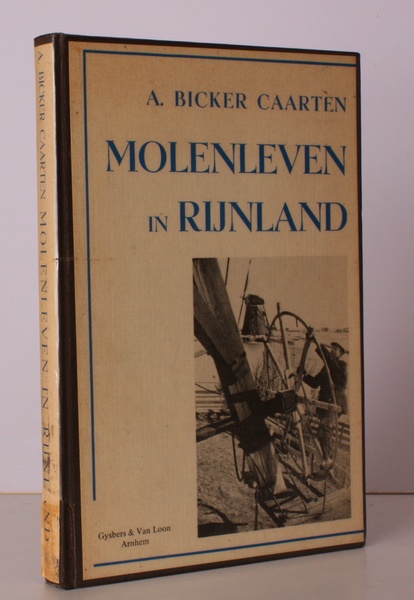 A. BICKER CAARTEN
MOLENLEVEN
IN RIJNLAND
Gysbers & Van Loon
Arnhem
A. BICKER CAARTEN MOLENLEVEN IN RIJNLAND